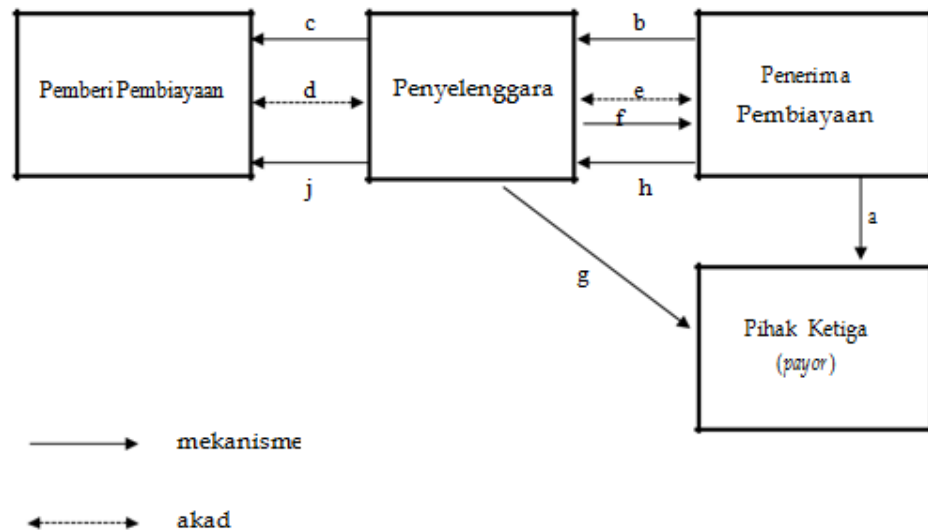 c
b
Pemberi Pembiayaan
d
Penyelenggara
e
f
Penerima
Pembiayaan
j
h
a
g
Pihak Ketiga
(payor)
mekanisme
akad